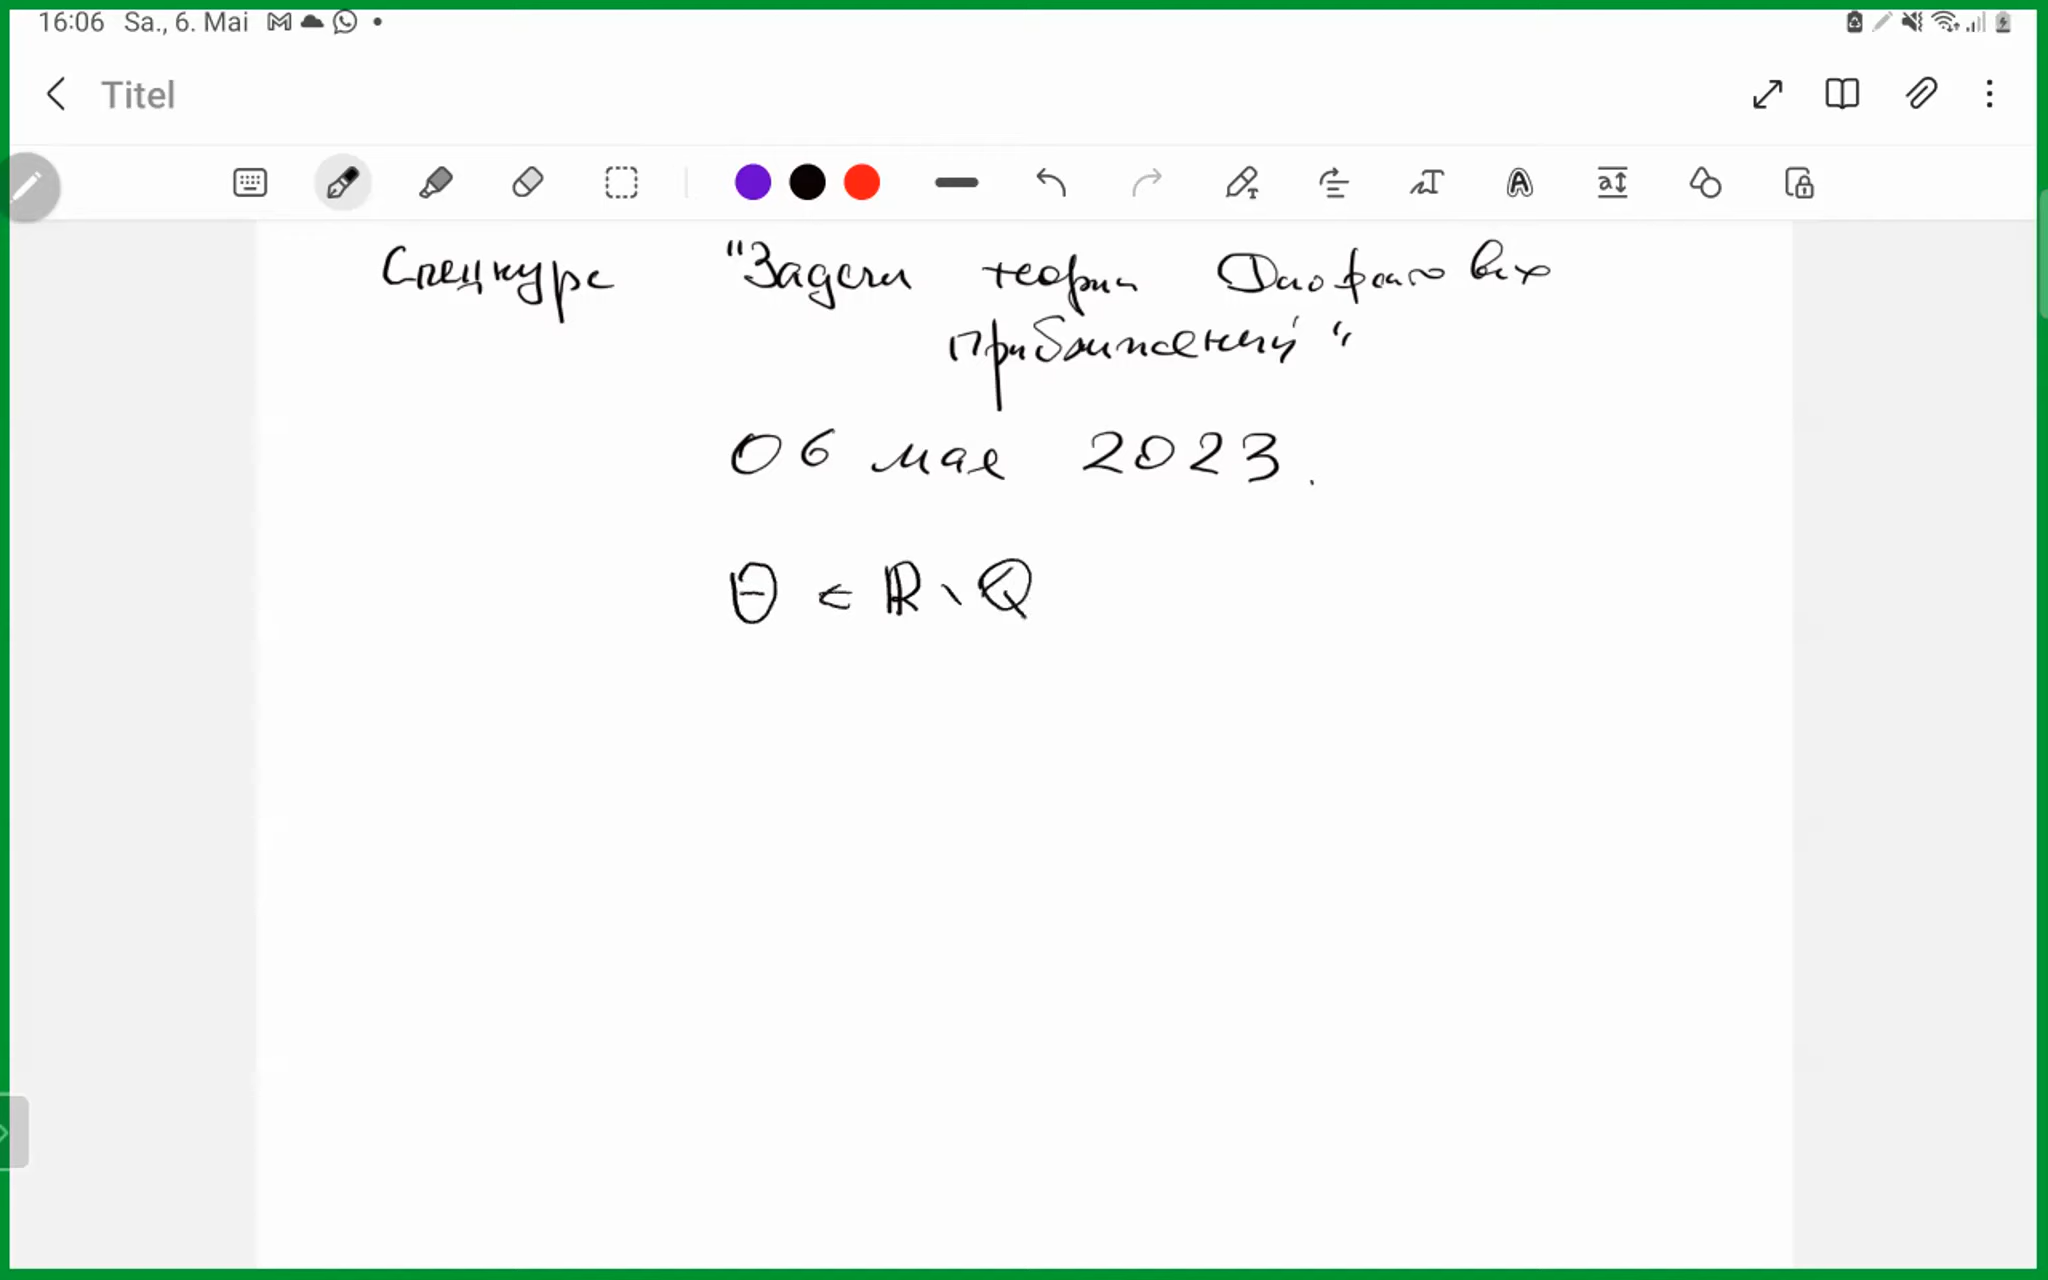 16:06 Sa., 6. Mai
Titel
Спецкурс "Задачи теории Диофантовых
приближений"
06 мая 2023.
θ ∈ ℝ \ ℚ